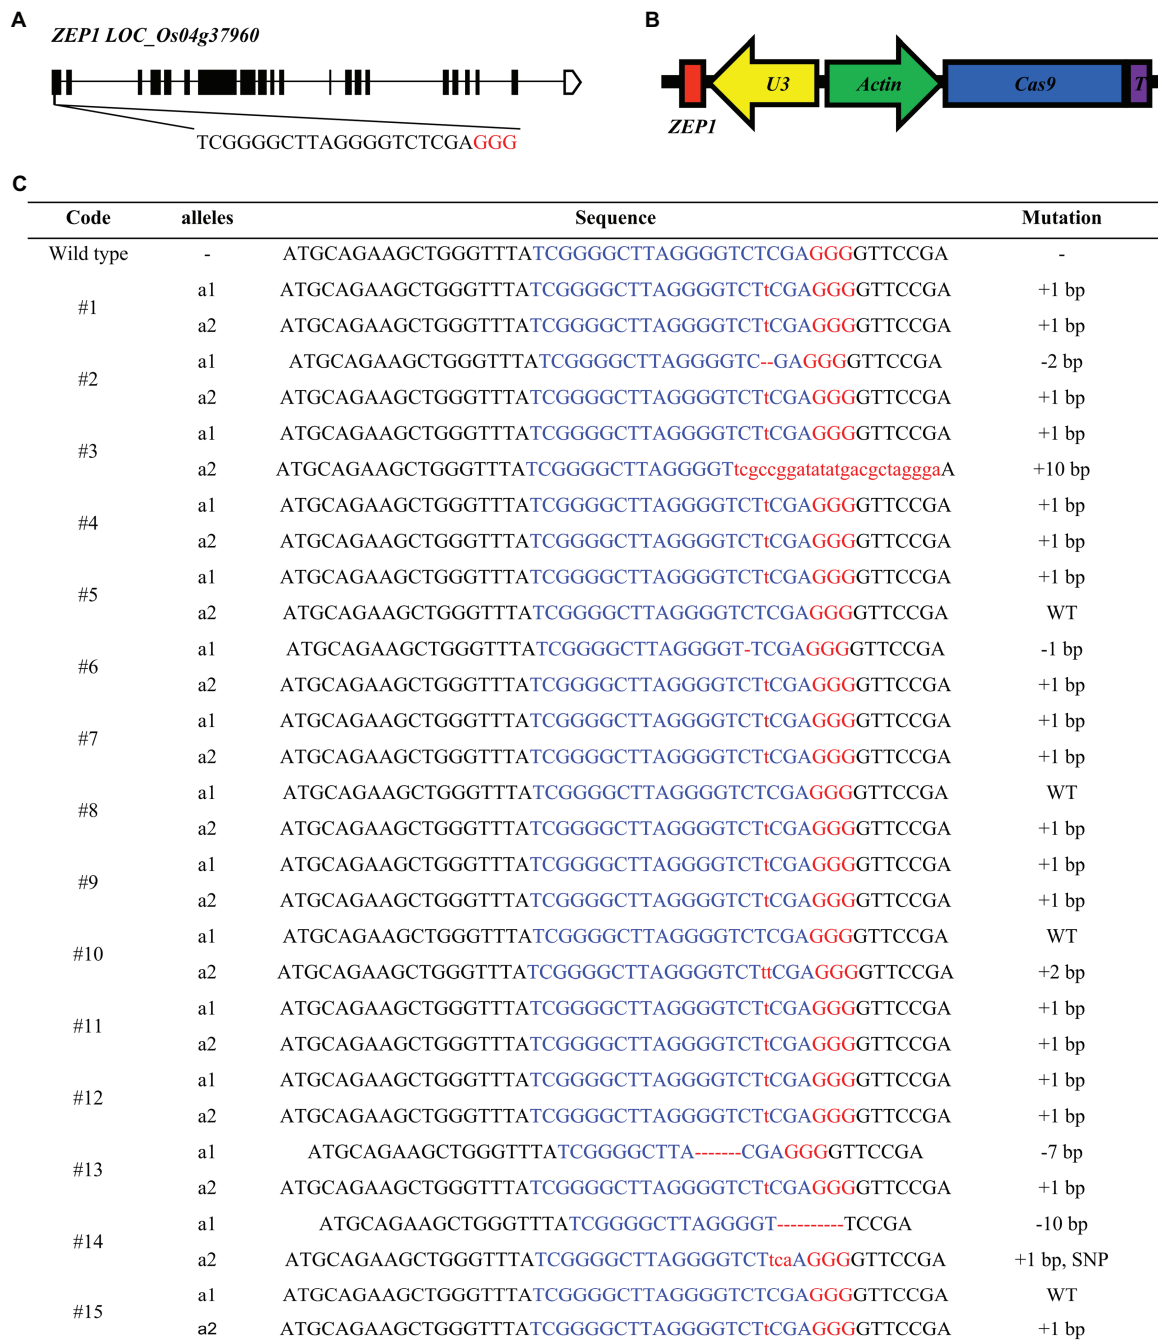 A
ZEP1 LOC_Os04g37960
TCGGGGCTTAGGGGTCTCGAGGG
B
U3 Actin Cas9 T
ZEP1
C
Code alleles Sequence Mutation
Wild type - ATGCAGAAGCTGGGTTTATCGGGGCTTAGGGGTCTCGAGGGGTTCCGA -
#1
a1 ATGCAGAAGCTGGGTTTATCGGGGCTTAGGGGTCTtCGAGGGGTTCCGA +1 bp
a2 ATGCAGAAGCTGGGTTTATCGGGGCTTAGGGGTCTtCGAGGGGTTCCGA +1 bp
#2
a1 ATGCAGAAGCTGGGTTTATCGGGGCTTAGGGGTC--GAGGGGTTCCGA -2 bp
a2 ATGCAGAAGCTGGGTTTATCGGGGCTTAGGGGTCTtCGAGGGGTTCCGA +1 bp
#3
a1 ATGCAGAAGCTGGGTTTATCGGGGCTTAGGGGTCTtCGAGGGGTTCCGA +1 bp
a2 ATGCAGAAGCTGGGTTTATCGGGGCTTAGGGGTtcgccggatatatgacgctagggaA +10 bp
#4
a1 ATGCAGAAGCTGGGTTTATCGGGGCTTAGGGGTCTtCGAGGGGTTCCGA +1 bp
a2 ATGCAGAAGCTGGGTTTATCGGGGCTTAGGGGTCTtCGAGGGGTTCCGA +1 bp
#5
a1 ATGCAGAAGCTGGGTTTATCGGGGCTTAGGGGTCTtCGAGGGGTTCCGA +1 bp
a2 ATGCAGAAGCTGGGTTTATCGGGGCTTAGGGGTCTCGAGGGGTTCCGA WT
#6
a1 ATGCAGAAGCTGGGTTTATCGGGGCTTAGGGGT-TCGAGGGGTTCCGA -1 bp
a2 ATGCAGAAGCTGGGTTTATCGGGGCTTAGGGGTCTtCGAGGGGTTCCGA +1 bp
#7
a1 ATGCAGAAGCTGGGTTTATCGGGGCTTAGGGGTCTtCGAGGGGTTCCGA +1 bp
a2 ATGCAGAAGCTGGGTTTATCGGGGCTTAGGGGTCTtCGAGGGGTTCCGA +1 bp
#8
a1 ATGCAGAAGCTGGGTTTATCGGGGCTTAGGGGTCTCGAGGGGTTCCGA WT
a2 ATGCAGAAGCTGGGTTTATCGGGGCTTAGGGGTCTtCGAGGGGTTCCGA +1 bp
#9
a1 ATGCAGAAGCTGGGTTTATCGGGGCTTAGGGGTCTtCGAGGGGTTCCGA +1 bp
a2 ATGCAGAAGCTGGGTTTATCGGGGCTTAGGGGTCTtCGAGGGGTTCCGA +1 bp
#10
a1 ATGCAGAAGCTGGGTTTATCGGGGCTTAGGGGTCTCGAGGGGTTCCGA WT
a2 ATGCAGAAGCTGGGTTTATCGGGGCTTAGGGGTCTttCGAGGGGTTCCGA +2 bp
#11
a1 ATGCAGAAGCTGGGTTTATCGGGGCTTAGGGGTCTtCGAGGGGTTCCGA +1 bp
a2 ATGCAGAAGCTGGGTTTATCGGGGCTTAGGGGTCTtCGAGGGGTTCCGA +1 bp
#12
a1 ATGCAGAAGCTGGGTTTATCGGGGCTTAGGGGTCTtCGAGGGGTTCCGA +1 bp
a2 ATGCAGAAGCTGGGTTTATCGGGGCTTAGGGGTCTtCGAGGGGTTCCGA +1 bp
#13
a1 ATGCAGAAGCTGGGTTTATCGGGGCTTA-------CGAGGGGTTCCGA -7 bp
a2 ATGCAGAAGCTGGGTTTATCGGGGCTTAGGGGTCTtCGAGGGGTTCCGA +1 bp
#14
a1 ATGCAGAAGCTGGGTTTATCGGGGCTTAGGGGT----------TCCGA -10 bp
a2 ATGCAGAAGCTGGGTTTATCGGGGCTTAGGGGTCTtcaAGGGGTTCCGA +1 bp, SNP
#15
a1 ATGCAGAAGCTGGGTTTATCGGGGCTTAGGGGTCTCGAGGGGTTCCGA WT
a2 ATGCAGAAGCTGGGTTTATCGGGGCTTAGGGGTCTtCGAGGGGTTCCGA +1 bp